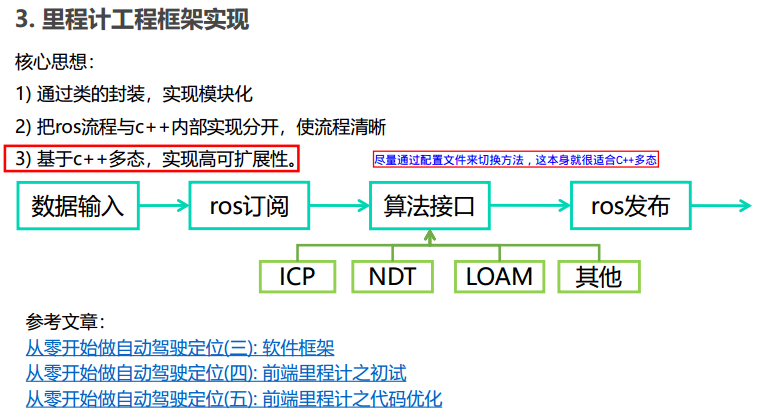 3. 里程计工程框架实现
核心思想：
1) 通过类的封装，实现模块化
2) 把ros流程与c++内部实现分开，使流程清晰
3) 基于c++多态，实现高可扩展性。
尽量通过配置文件来切换方法，这本身就很适合C++多态
数据输入
ros订阅
算法接口
ros发布
ICP
NDT
LOAM
其他
参考文章：
从零开始做自动驾驶定位(三): 软件框架
从零开始做自动驾驶定位(四): 前端里程计之初试
从零开始做自动驾驶定位(五): 前端里程计之代码优化